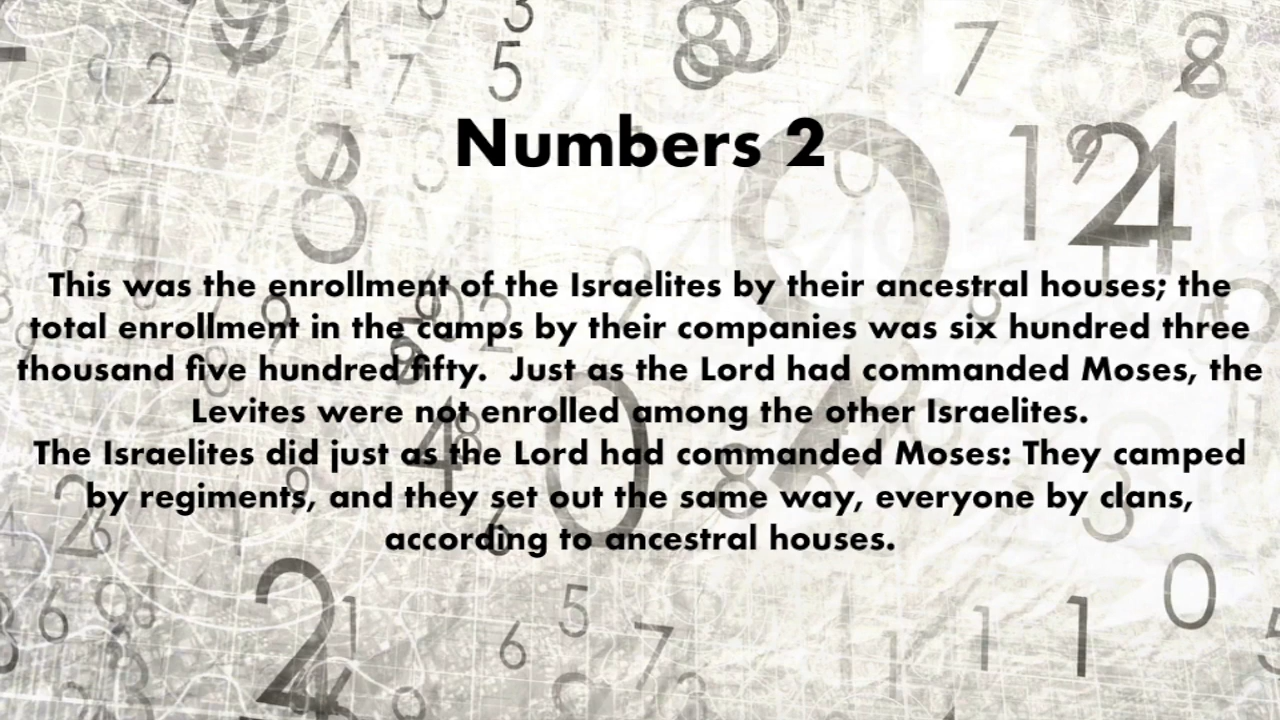 Numbers 2
This was the enrollment of the Israelites by their ancestral houses; the
total enrollment in the camps by their companies was six hundred three
thousand five hundred fifty.  Just as the Lord had commanded Moses, the
Levites were not enrolled among the other Israelites.
The Israelites did just as the Lord had commanded Moses: They camped
by regiments, and they set out the same way, everyone by clans,
according to ancestral houses.